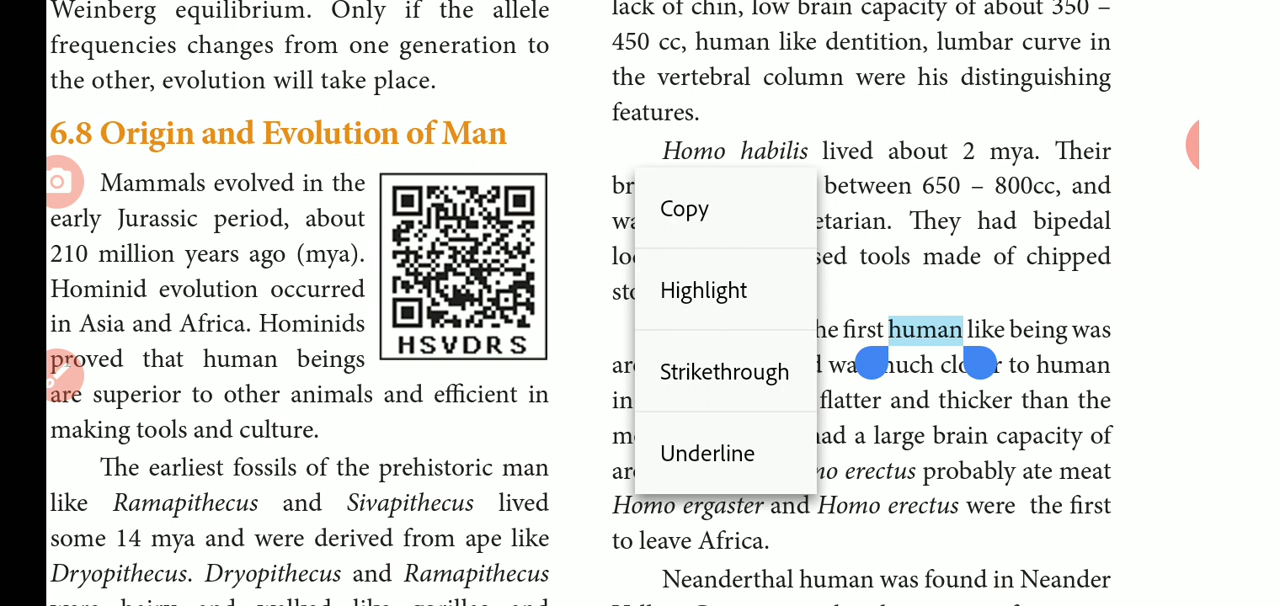 Weinberg equilibrium. Only if the allele
frequencies changes from one generation to
the other, evolution will take place.
6.8 Origin and Evolution of Man
Mammals evolved in the
early Jurassic period, about
210 million years ago (mya).
Hominid evolution occurred
in Asia and Africa. Hominids
proved that human beings
are superior to other animals and efficient in
making tools and culture.
HSVDRS
The earliest fossils of the prehistoric man
like Ramapithecus and Sivapithecus lived
some 14 mya and were derived from ape like
Dryopithecus. Dryopithecus and Ramapithecus
were hairy and walked like gorillas and
lack of chin, low brain capacity of about 350 –
450 cc, human like dentition, lumbar curve in
the vertebral column were his distinguishing
features.
Homo habilis lived about 2 mya. Their
between 650 – 800cc, and
They had bipedal
tools made of chipped
first human like being was
much to human
flatter and thicker than the
a large brain capacity of
erectus probably ate meat
Homo ergaster and Homo erectus were the first
to leave Africa.
Neanderthal human was found in Neander
Copy
Highlight
Strikethrough
Underline